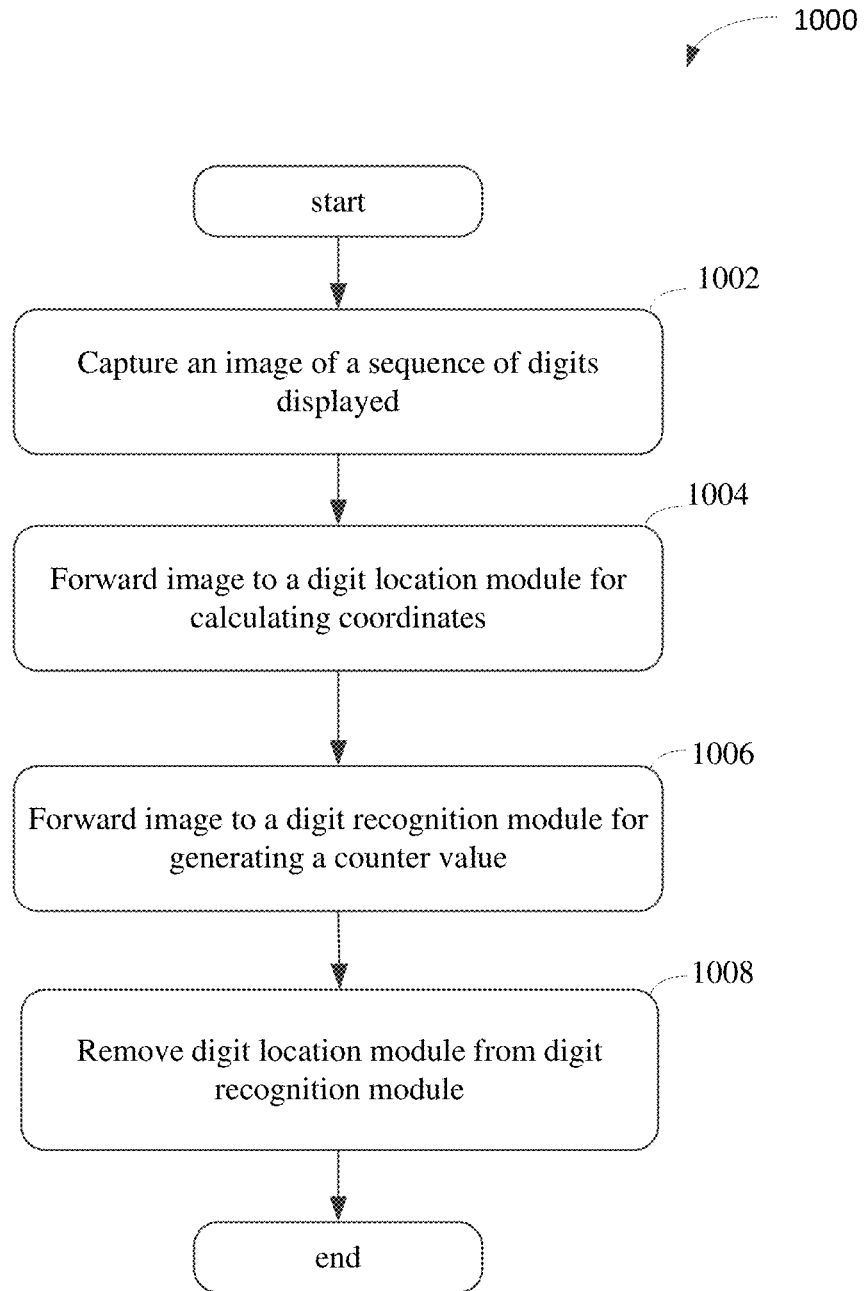 1000
start
1002
Capture an image of a sequence of digits
displayed
1004
Forward image to a digit location module for
calculating coordinates
1006
Forward image to a digit recognition module for
generating a counter value
1008
Remove digit location module from digit
recognition module
end